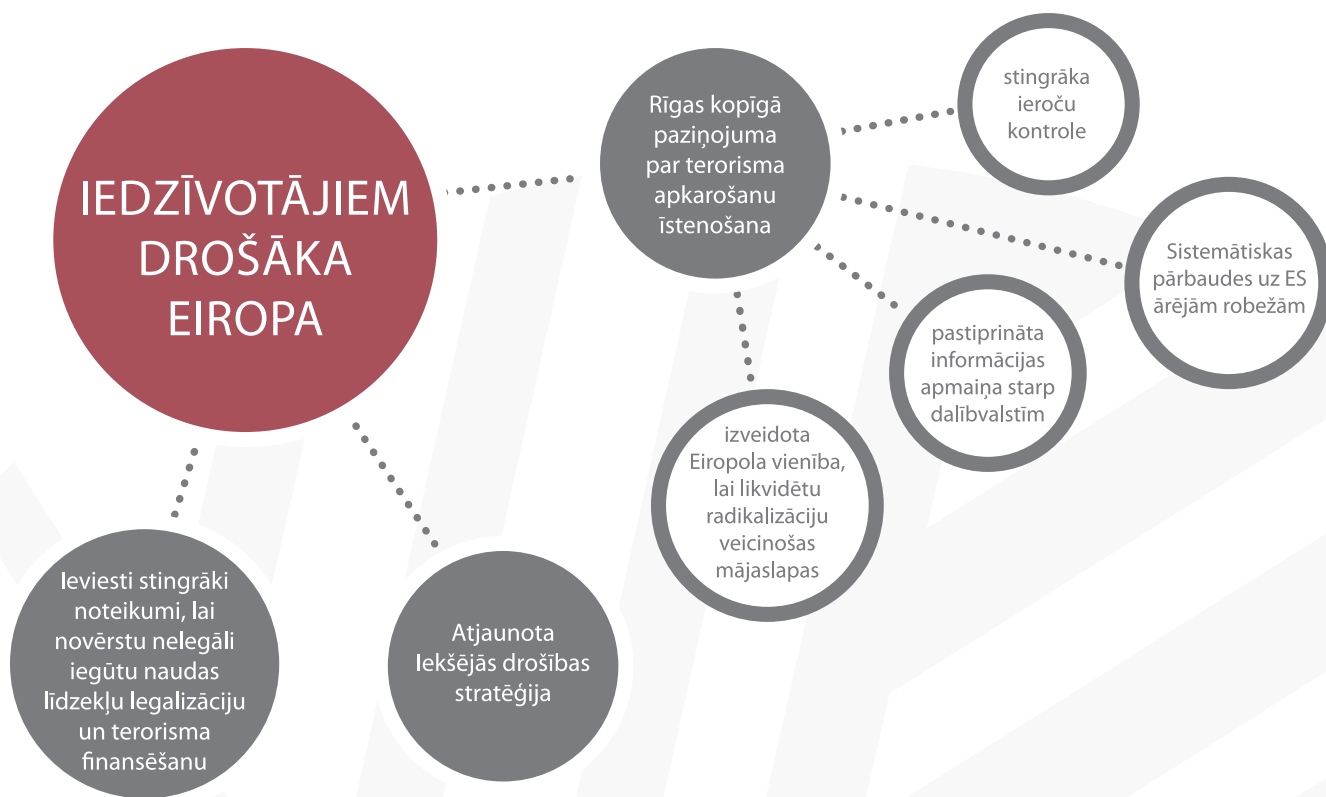 IEDZĪVOTĀJIEM
DROŠĀKA
EIROPA
Rīgas kopīgā
paziņojuma
par terorisma
apkarošanu
īstenošana
stingrāka
ieroču
kontrole
Sistemātiskas
pārbaudes uz ES
ārējām robežām
pastiprināta
informācijas
apmaiņa starp
dalībvalstīm
izveidota
Eiropola vienība,
lai likvidētu
radikalizāciju
veicinošas
mājaslapas
Ieviesti stingrāki
noteikumi, lai
novērstu nelegāli
iegūtu naudas
līdzekļu legalizāciju
un terorisma
finansēšanu
Atjaunota
Iekšējās drošības
stratēģija